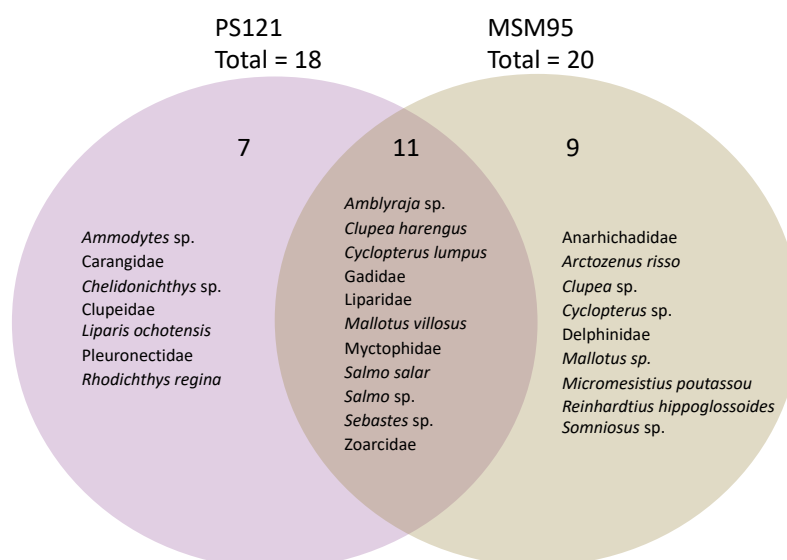 PS121
Total = 18
MSM95
Total = 20
7
11
9
Ammodytes sp.
Carangidae
Chelidonichthys sp.
Clupeidae
Liparis ochotensis
Pleuronectidae
Rhodichthys regina
Amblyraja sp.
Clupea harengus
Cyclopterus lumpus
Gadidae
Liparidae
Mallotus villosus
Myctophidae
Salmo salar
Salmo sp.
Sebastes sp.
Zoarcidae
Anarhichadidae
Arctozenus risso
Clupea sp.
Cyclopterus sp.
Delphinidae
Mallotus sp.
Micromesistius poutassou
Reinhardtius hippoglossoides
Somniosus sp.